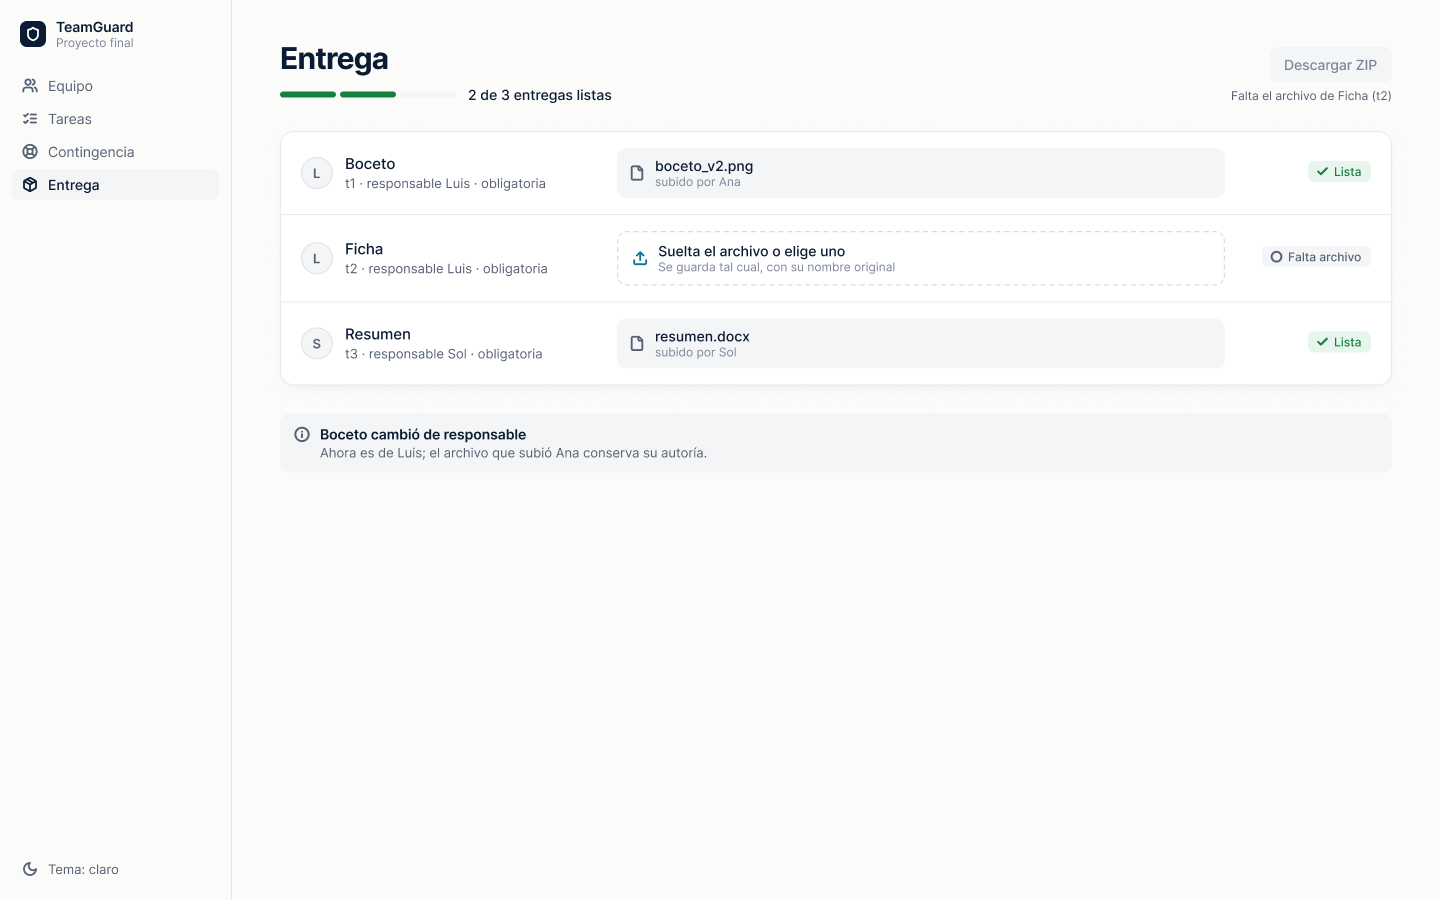 TeamGuard
Proyecto final
Equipo
Tareas
Contingencia
Entrega
Tema: claro
Entrega
2 de 3 entregas listas
Descargar ZIP
Falta el archivo de Ficha (t2)
L
Boceto
t1 · responsable Luis · obligatoria
boceto_v2.png
subido por Ana
Lista
L
Ficha
t2 · responsable Luis · obligatoria
Suelta el archivo o elige uno
Se guarda tal cual, con su nombre original
Falta archivo
S
Resumen
t3 · responsable Sol · obligatoria
resumen.docx
subido por Sol
Lista
Boceto cambió de responsable
Ahora es de Luis; el archivo que subió Ana conserva su autoría.